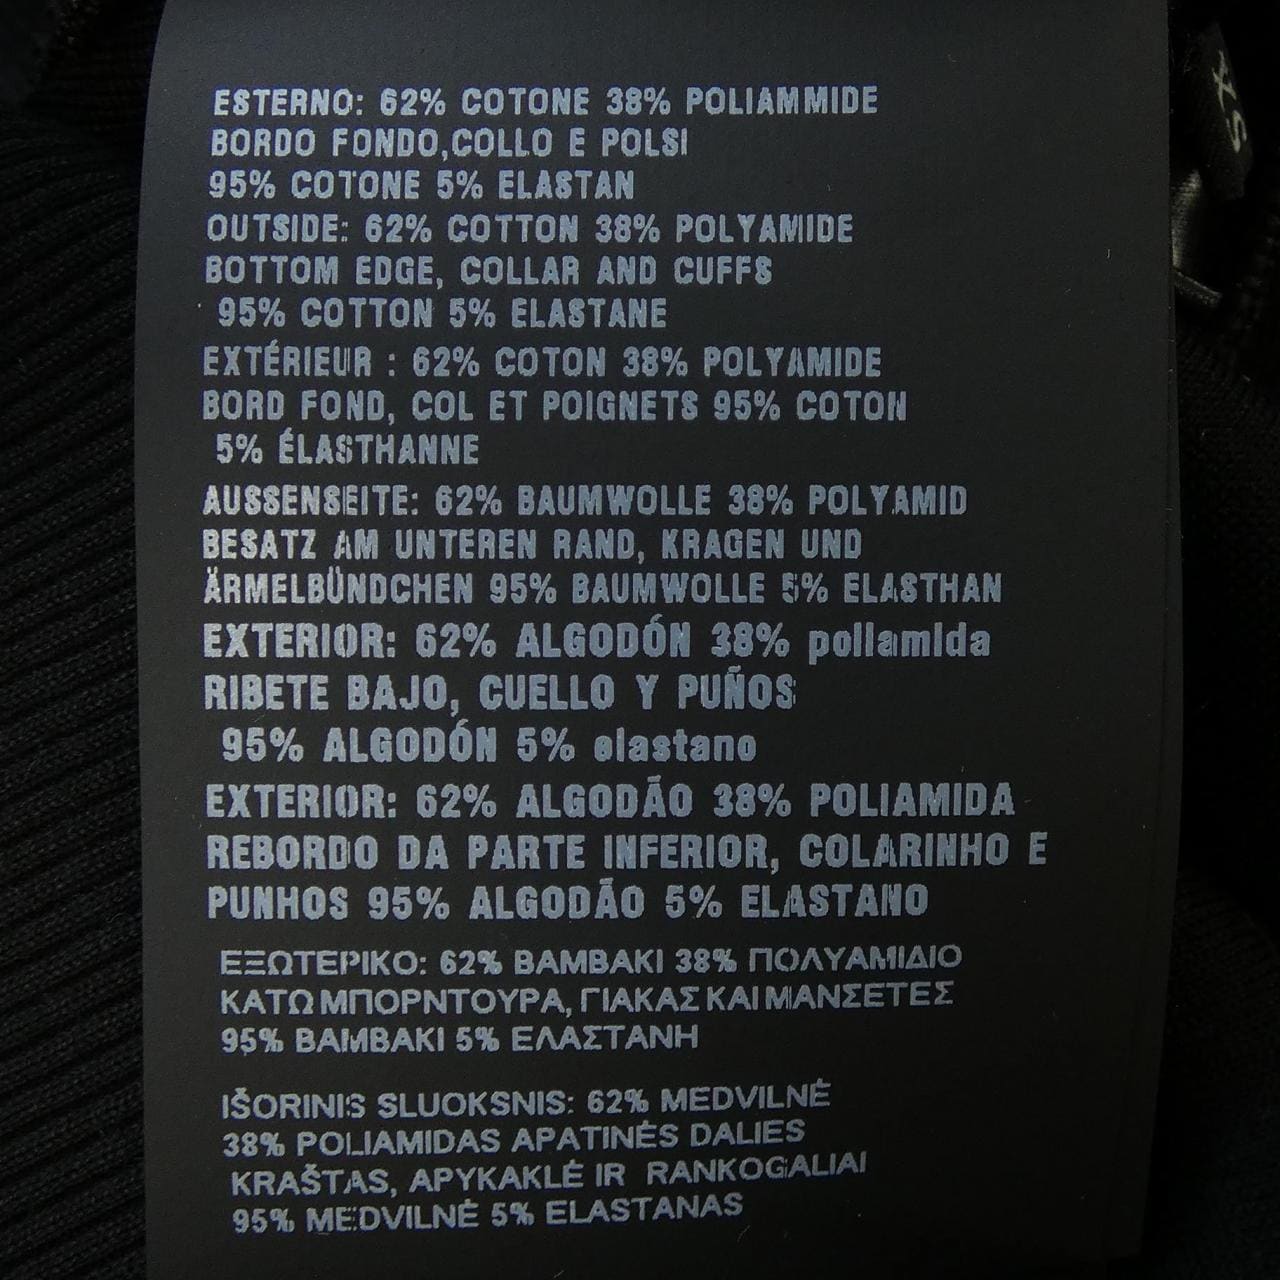 ESTERNO: 62% COTONE 38% POLIAMMIDE
BORDO FONDO,COLLO E POLSI
95% COTONE 5% ELASTAN
OUTSIDE: 62% COTTON 38% POLYAMIDE
BOTTOM EDGE, COLLAR AND CUFFS
95% COTTON 5% ELASTANE
EXTÉRIEUR : 62% COTON 38% POLYAMIDE
BORD FOND, COL ET POIGNETS 95% COTON
5% ÉLASTHANNE
AUSSENSEITE: 62% BAUMWOLLE 38% POLYAMID
BESATZ AM UNTEREN RAND, KRAGEN UND
ÄRMELBÜNDCHEN 95% BAUMWOLLE 5% ELASTHAN
EXTERIOR: 62% ALGODÓN 38% poliamida
RIBETE BAJO, CUELLO Y PUÑOS
95% ALGODÓN 5% elastano
EXTERIOR: 62% ALGODÃO 38% POLIAMIDA
REBORDO DA PARTE INFERIOR, COLARINHO E
PUNHOS 95% ALGODÃO 5% ELASTANO
ΕΞΩΤΕΡΙΚΟ: 62% ΒΑΜΒΑΚΙ 38% ΠΟΛΥΑΜΙΔΙΟ
ΚΑΤΩ ΜΠΟΡΝΤΟΥΡΑ, ΓΙΑΚΑΣ ΚΑΙ ΜΑΝΣΕΤΕΣ
95% ΒΑΜΒΑΚΙ 5% ΕΛΑΣΤΑΝΗ
IŠORINIS SLUOKSNIS: 62% MEDVILNĖ
38% POLIAMIDAS APATINĖS DALIES
KRAŠTAS, APYKAKLĖ IR RANKOGALIAI
95% MEDVILNĖ 5% ELASTANAS
XS